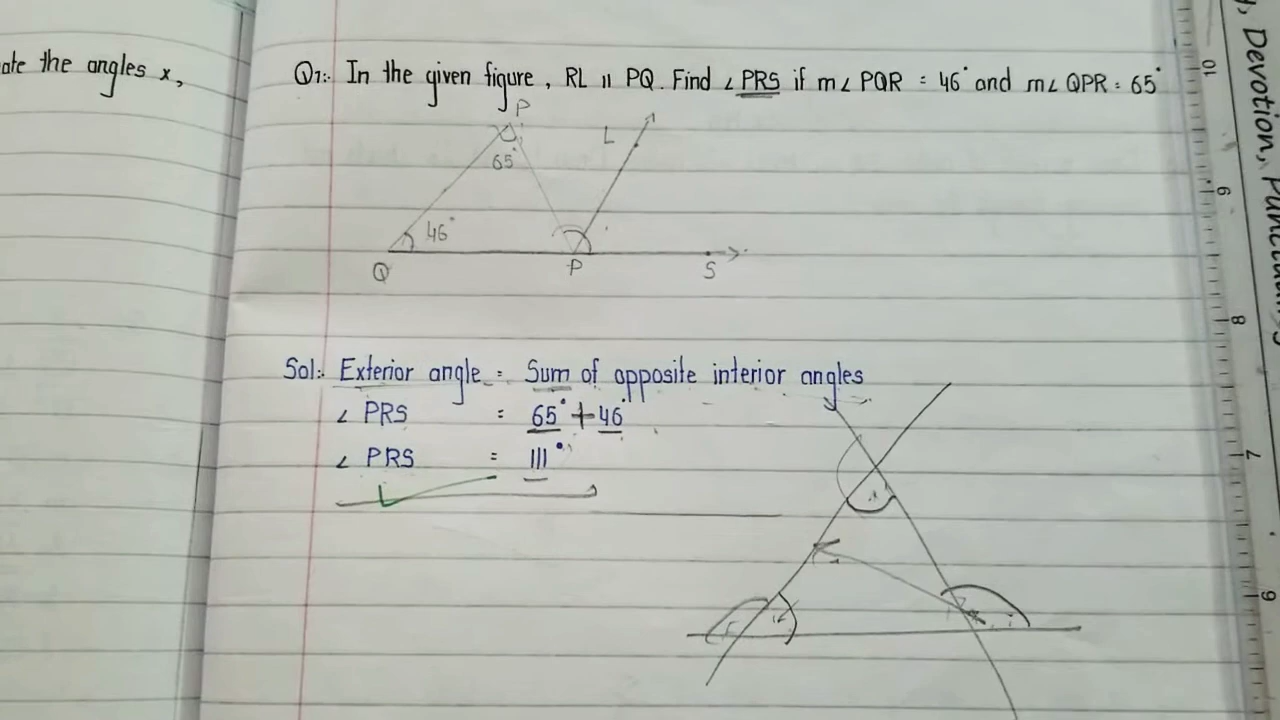 ate the angles x,
Q1:. In the given figure, RL || PQ. Find ∠PRS if m∠PQR = 46° and m∠QPR = 65°
P
L
65°
46°
Q
P
S
Sol:. Exterior angle = Sum of opposite interior angles
∠PRS = 65° + 46°
∠PRS = 111°
, Devotion,
10
9
8
7
6